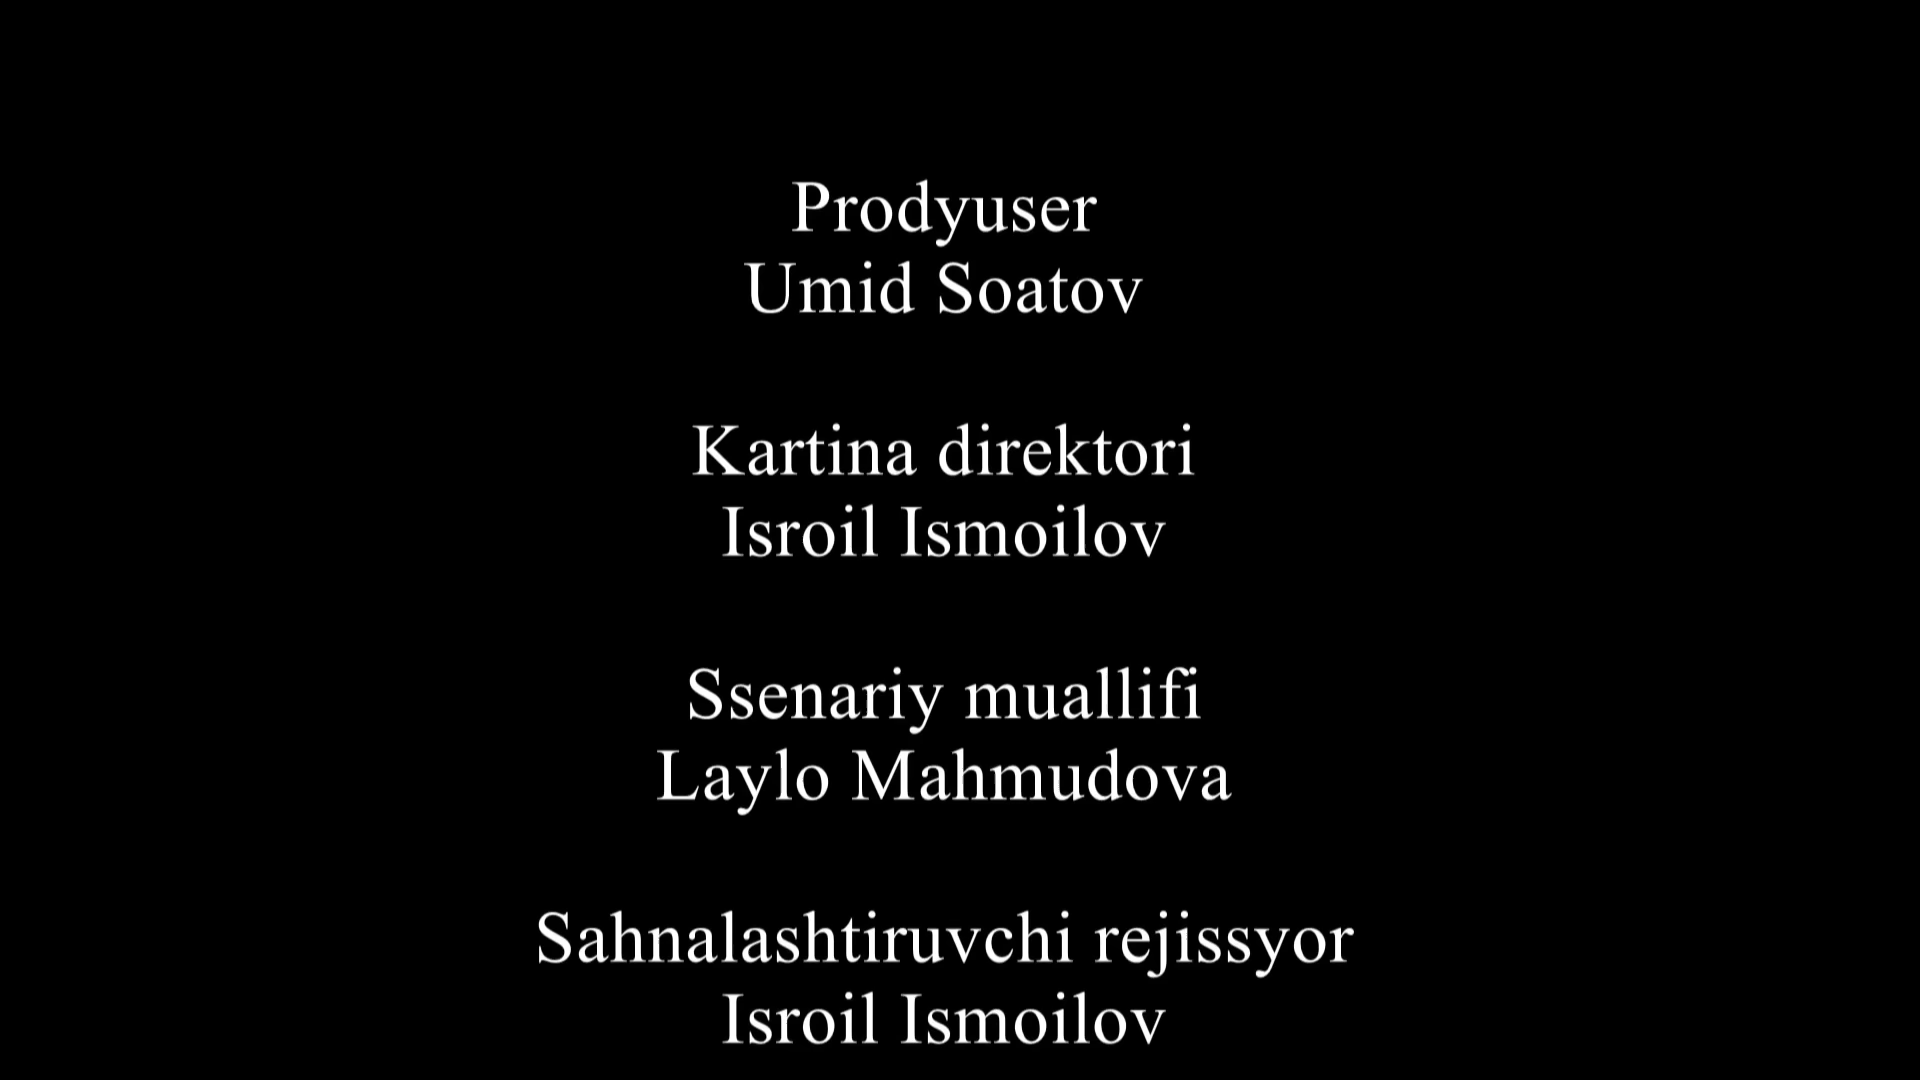 Prodyuser
Umid Soatov
Kartina direktori
Isroil Ismoilov
Ssenariy muallifi
Laylo Mahmudova
Sahnalashtiruvchi rejissyor
Isroil Ismoilov